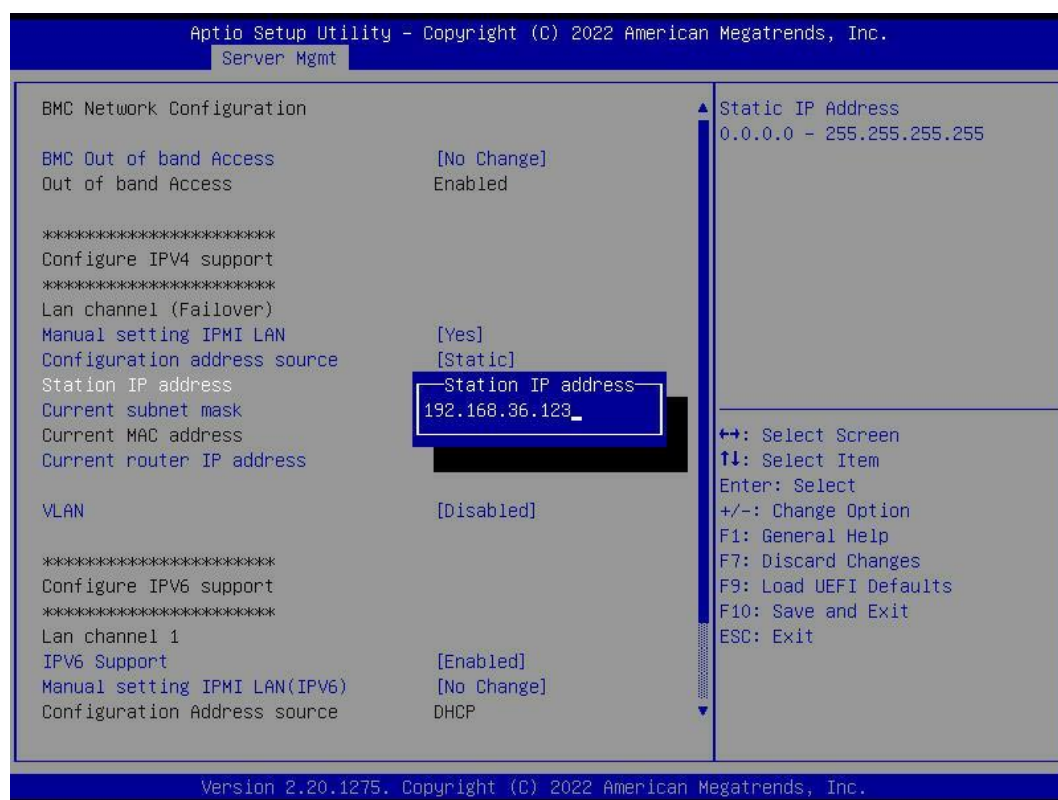 Aptio Setup Utility – Copyright (C) 2022 American Megatrends, Inc.
Server Mgmt
BMC Network Configuration
BMC Out of band Access [No Change]
Out of band Access Enabled
**********************
Configure IPV4 support
**********************
Lan channel (Failover)
Manual setting IPMI LAN [Yes]
Configuration address source [Static]
Station IP address
Current subnet mask
Current MAC address
Current router IP address
VLAN [Disabled]
**********************
Configure IPV6 support
**********************
Lan channel 1
IPV6 Support [Enabled]
Manual setting IPMI LAN(IPV6) [No Change]
Configuration Address source DHCP
Station IP address
192.168.36.123_
Static IP Address
0.0.0.0 – 255.255.255.255
↔: Select Screen
↑↓: Select Item
Enter: Select
+/-: Change Option
F1: General Help
F7: Discard Changes
F9: Load UEFI Defaults
F10: Save and Exit
ESC: Exit
Version 2.20.1275. Copyright (C) 2022 American Megatrends, Inc.